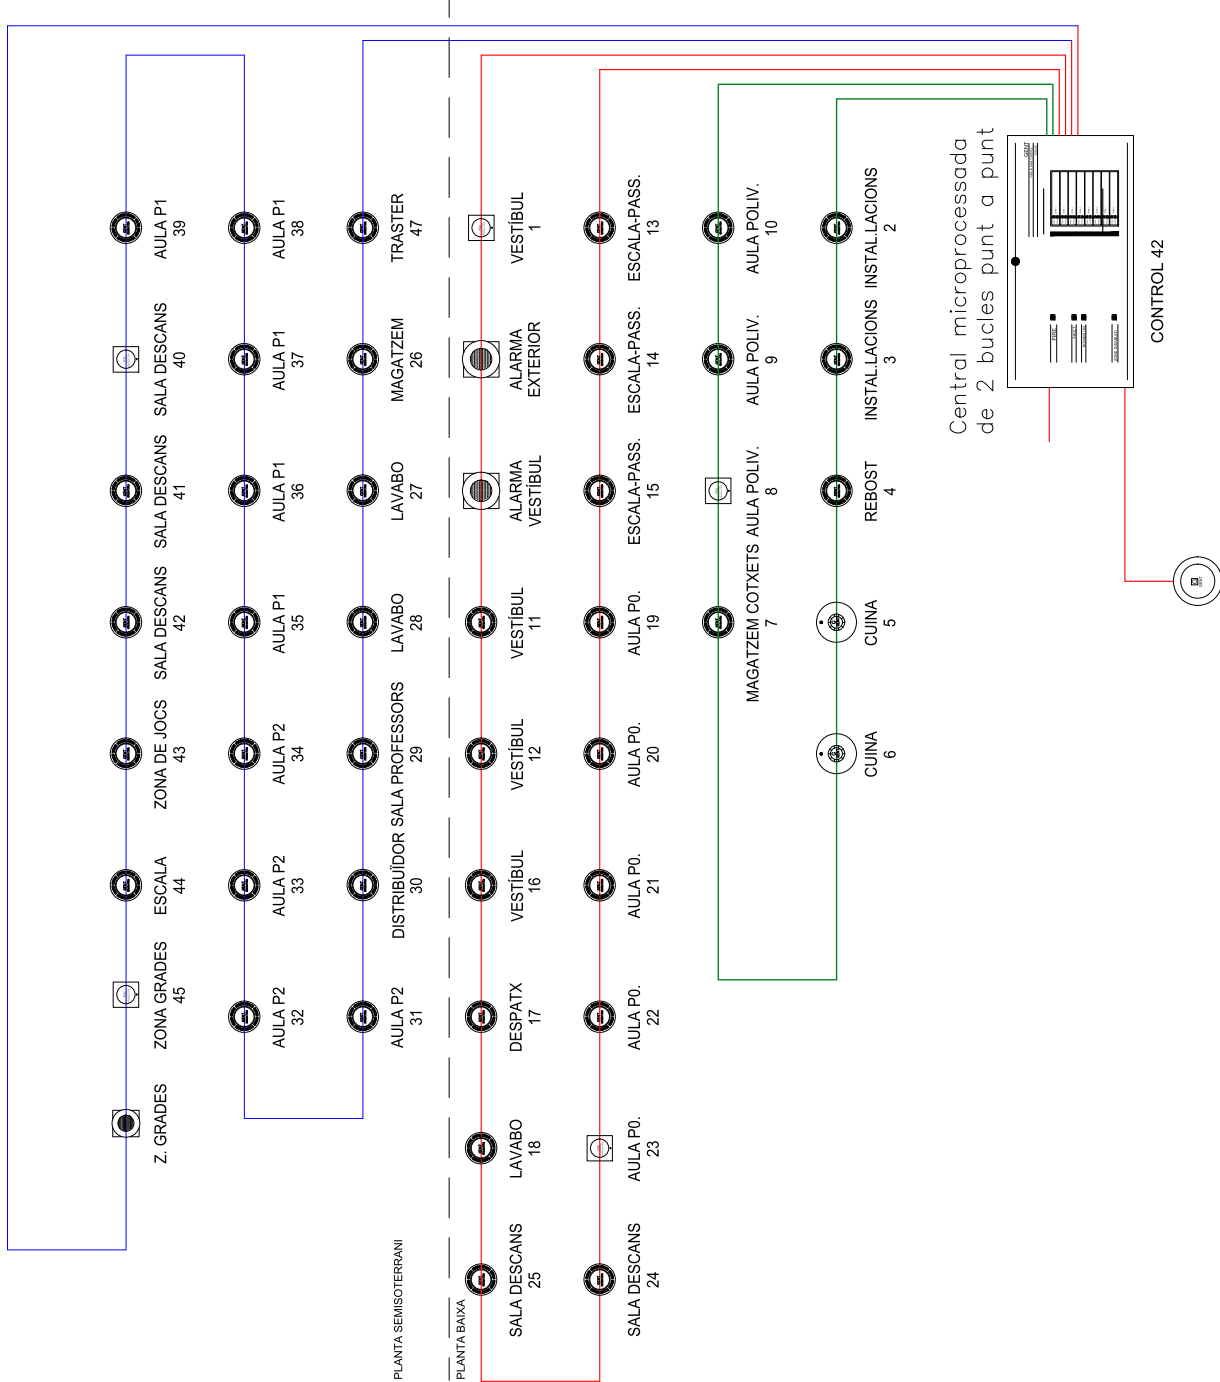 AULA P1
39
SALA DESCANS
40
SALA DESCANS
41
SALA DESCANS
42
ZONA DE JOCS
43
ESCALA
44
ZONA GRADES
45
Z. GRADES
AULA P1
38
AULA P1
37
AULA P1
36
AULA P1
35
AULA P2
34
AULA P2
33
AULA P2
32
TRASTER
47
MAGATZEM
26
LAVABO
27
LAVABO
28
SALA PROFESSORS
29
DISTRIBUÏDOR
30
AULA P2
31
PLANTA SEMISOTERRANI
PLANTA BAIXA
VESTÍBUL
1
ALARMA
EXTERIOR
ALARMA
VESTÍBUL
VESTÍBUL
11
VESTÍBUL
12
VESTÍBUL
16
DESPATX
17
LAVABO
18
SALA DESCANS
25
ESCALA-PASS.
13
ESCALA-PASS.
14
ESCALA-PASS.
15
AULA P0.
19
AULA P0.
20
AULA P0.
21
AULA P0.
22
AULA P0.
23
SALA DESCANS
24
AULA POLIV.
10
AULA POLIV.
9
AULA POLIV.
8
MAGATZEM COTXETS
7
INSTAL.LACIONS
2
INSTAL.LACIONS
3
REBOST
4
CUINA
5
CUINA
6
Central microprocessada
de 2 bucles punt a punt
GENT
FIRE
CONTROL 42